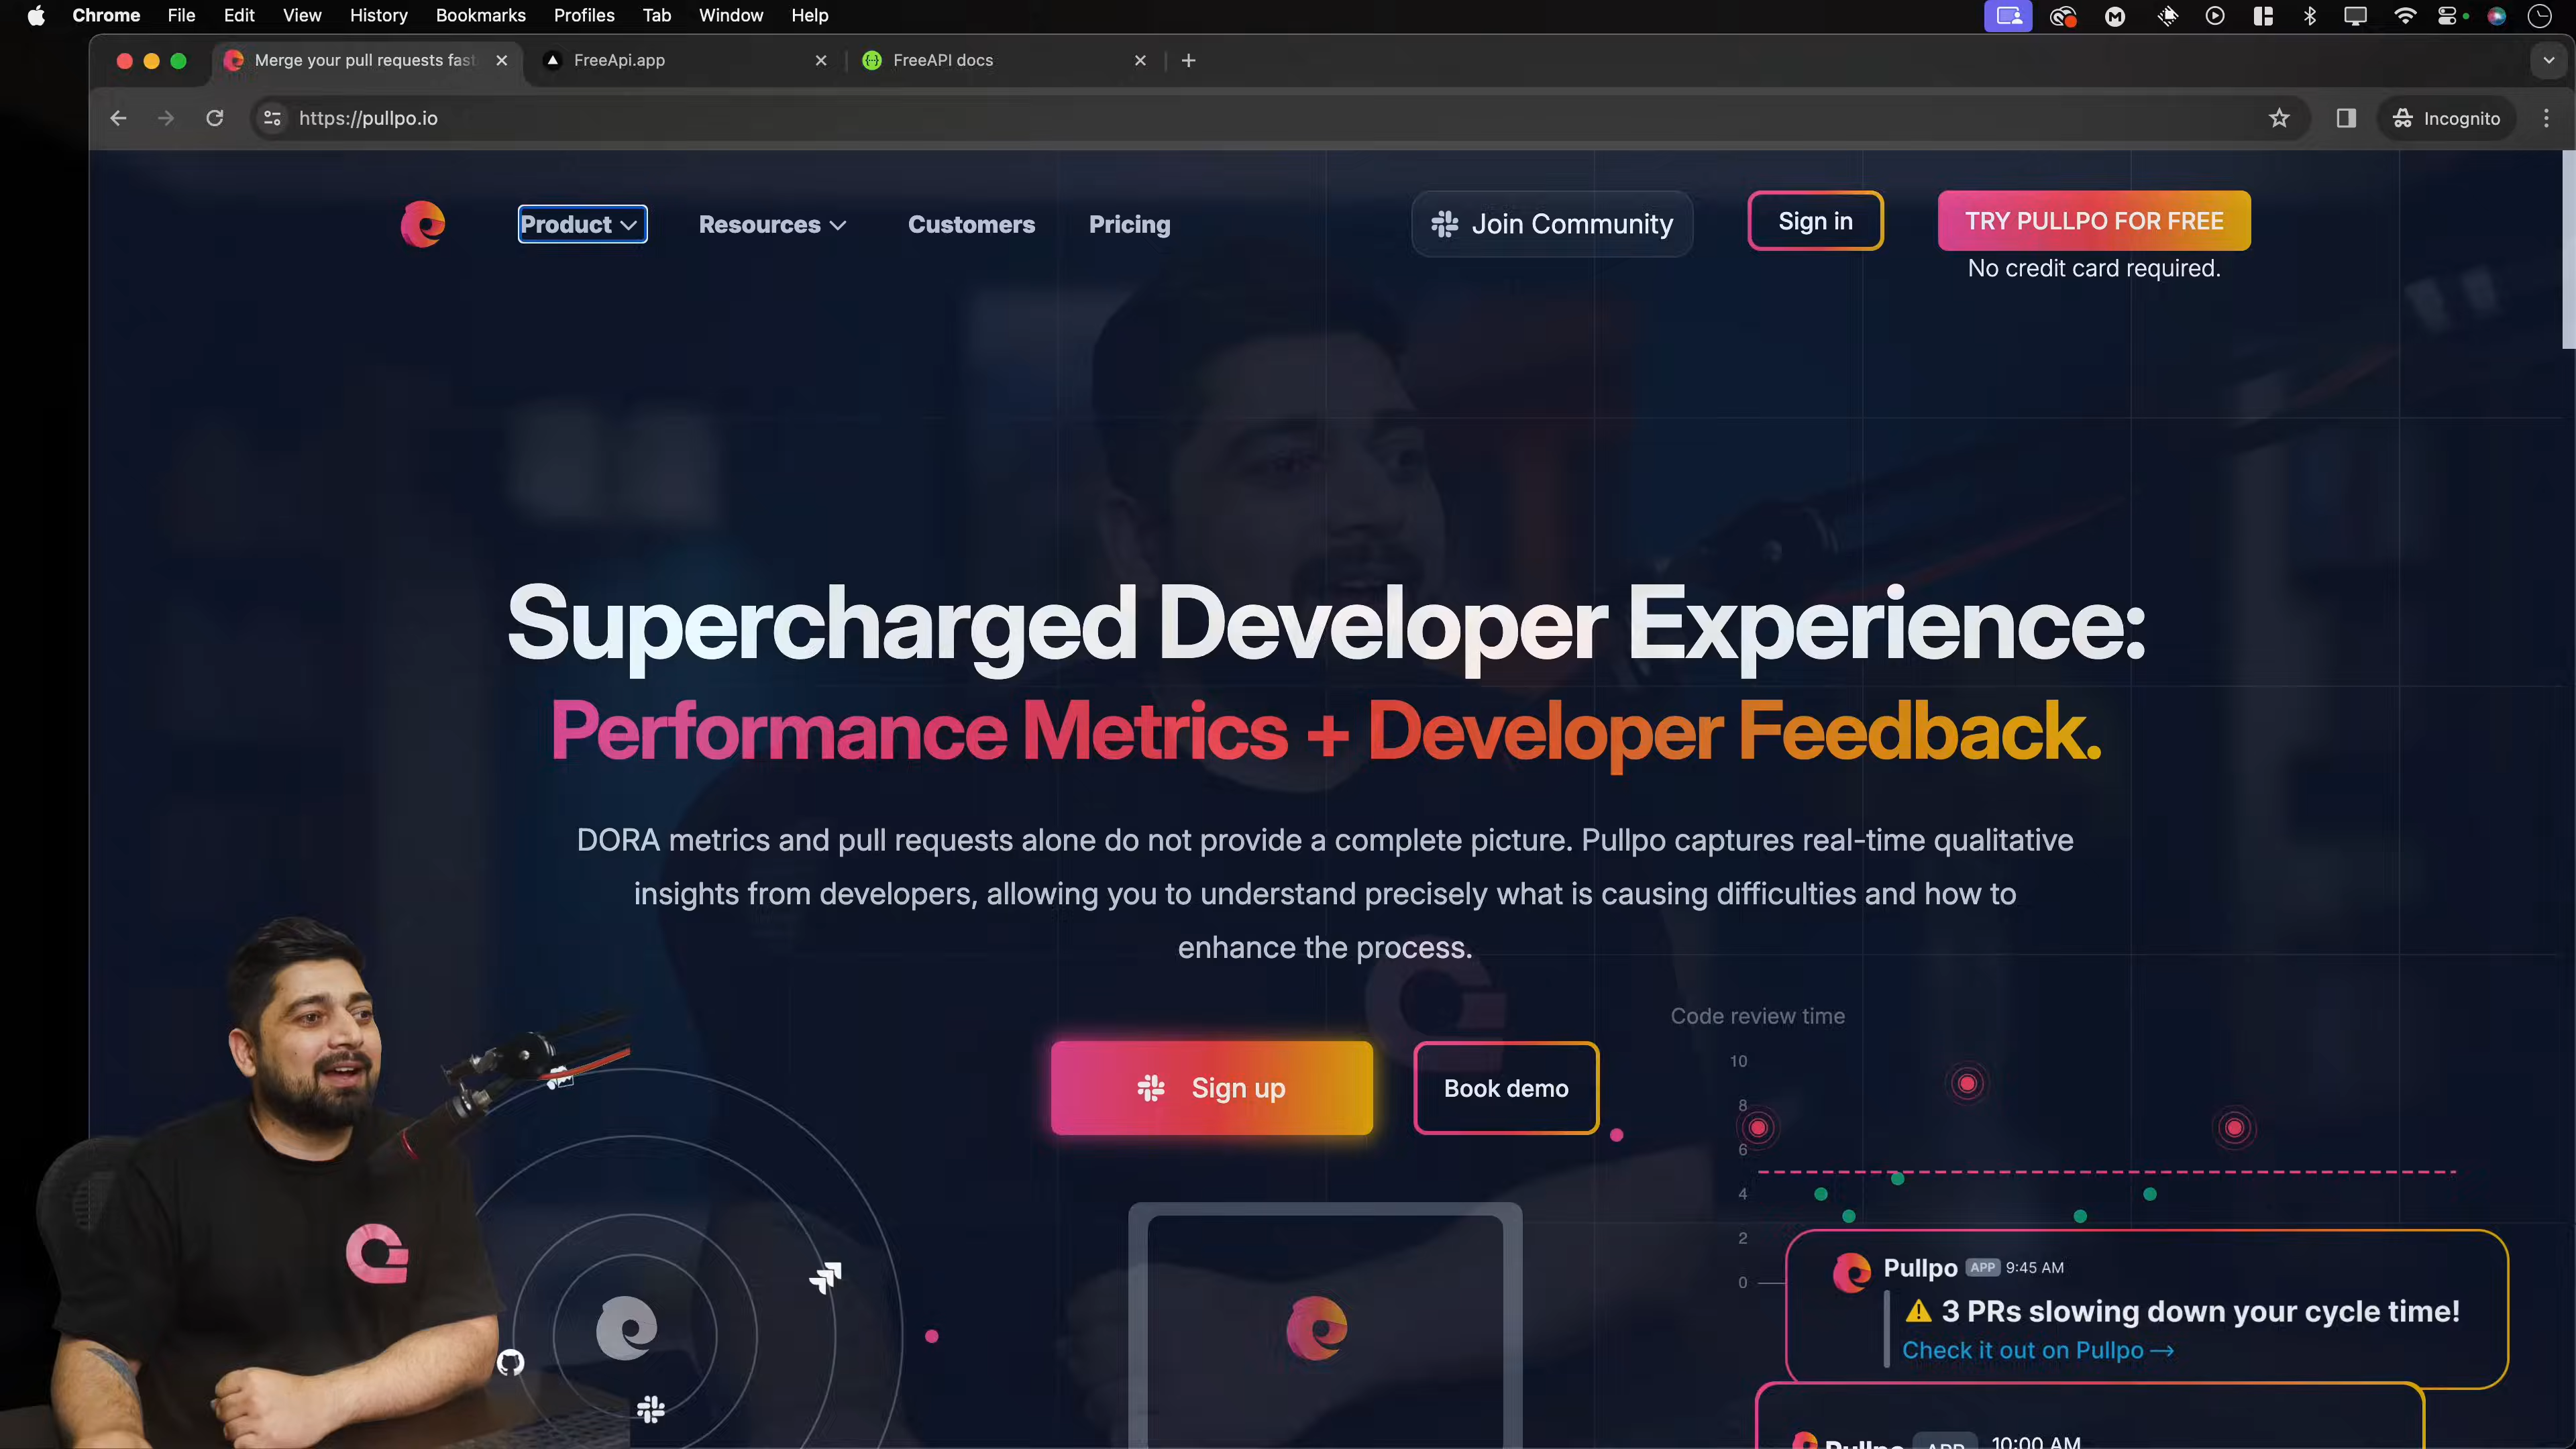 Chrome File Edit View History Bookmarks Profiles Tab Window Help
Merge your pull requests fast
FreeApi.app
FreeAPI docs
https://pullpo.io
Incognito
Product
Resources
Customers
Pricing
Join Community
Sign in
TRY PULLPO FOR FREE
No credit card required.
Supercharged Developer Experience:
Performance Metrics + Developer Feedback.
DORA metrics and pull requests alone do not provide a complete picture. Pullpo captures real-time qualitative
insights from developers, allowing you to understand precisely what is causing difficulties and how to
enhance the process.
Sign up
Book demo
Code review time
10
8
6
4
2
0
Pullpo APP 9:45 AM
⚠️ 3 PRs slowing down your cycle time!
Check it out on Pullpo →
Pullpo APP 10:00 AM